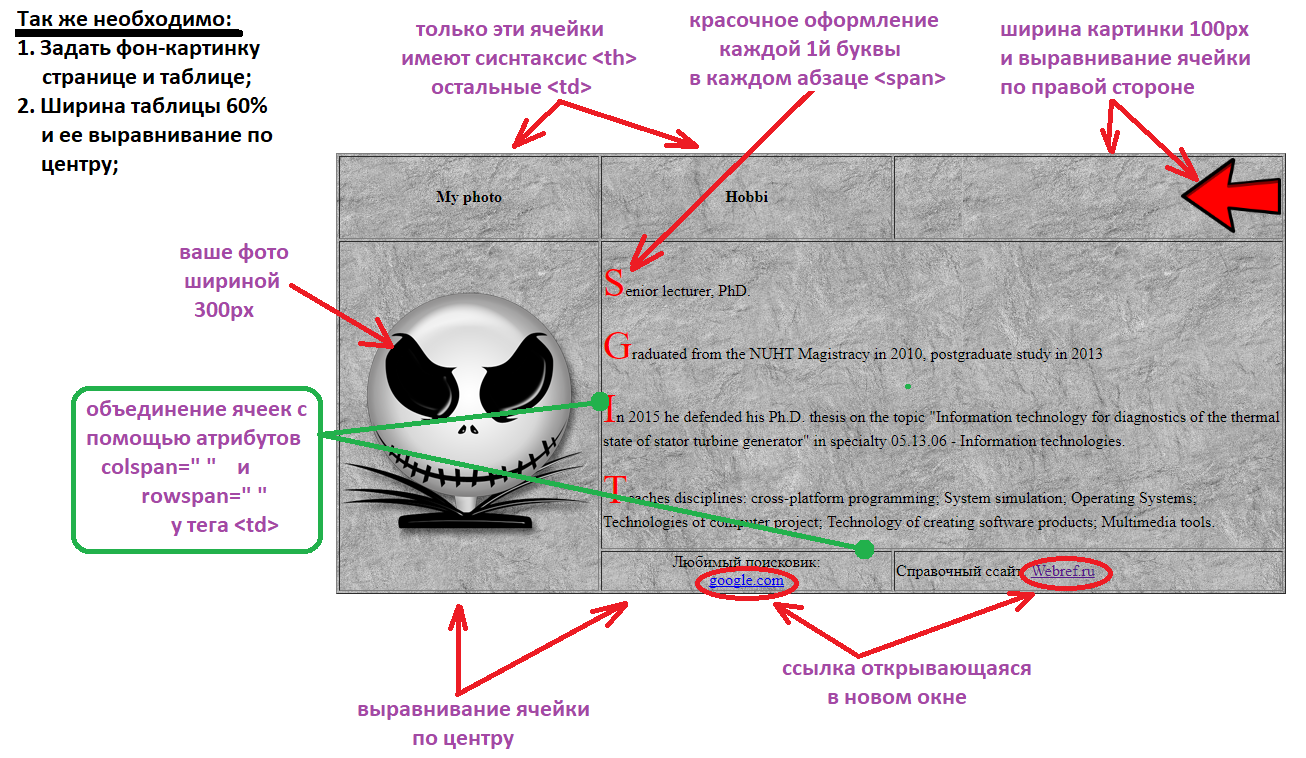 Так же необходимо:
1. Задать фон-картинку
странице и таблице;
2. Ширина таблицы 60%
и ее выравнивание по
центру;
только эти ячейки
имеют сиснтаксис <th>
остальные <td>
красочное оформление
каждой 1й буквы
в каждом абзаце <span>
ширина картинки 100px
и выравнивание ячейки
по правой стороне
My photo
Hobbi
ваше фото
шириной
300px
Senior lecturer, PhD.
Graduated from the NUHT Magistracy in 2010, postgraduate study in 2013
In 2015 he defended his Ph.D. thesis on the topic "Information technology for diagnostics of the thermal
state of stator turbine generator" in specialty 05.13.06 - Information technologies.
Teaches disciplines: cross-platform programming; System simulation; Operating Systems;
Technologies of computer project; Technology of creating software products; Multimedia tools.
объединение ячеек с
помощью атрибутов
colspan=" " и
rowspan=" "
у тега <td>
Любимый поисковик:
google.com
Справочный ссайт Webref.ru
ссылка открывающаяся
в новом окне
выравнивание ячейки
по центру